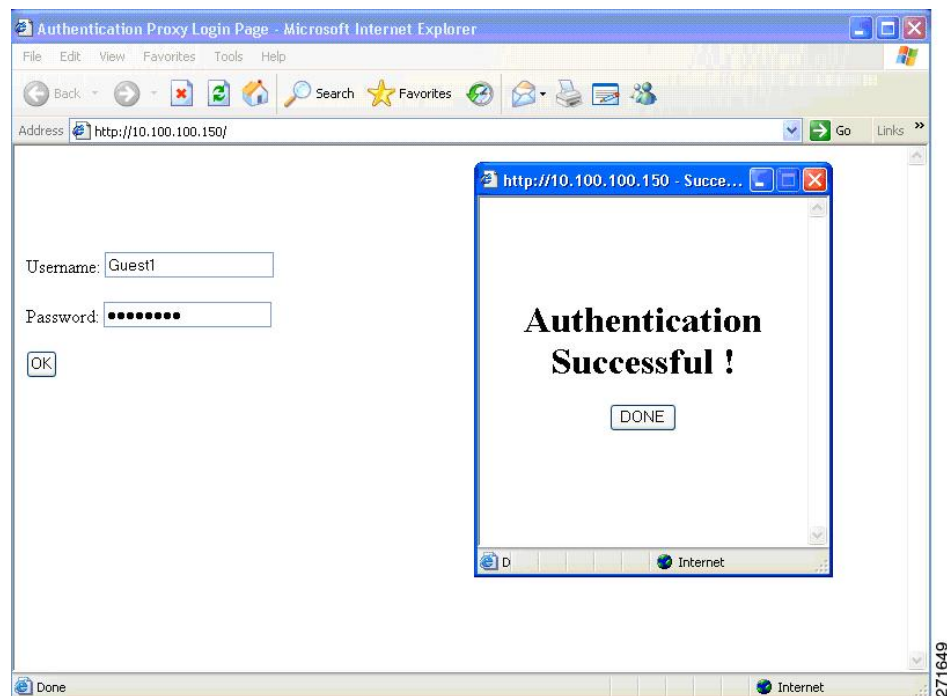 Authentication Proxy Login Page - Microsoft Internet Explorer
File Edit View Favorites Tools Help
Back Search Favorites
Address http://10.100.100.150/ Go Links »
http://10.100.100.150 - Succe...
Username: Guest1
Password: ••••••••
OK
Authentication
Successful !
DONE
D Internet
Done Internet
271649